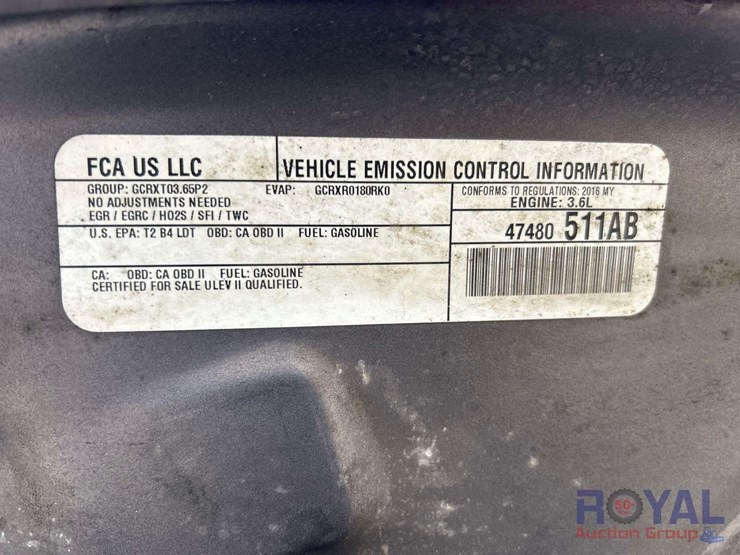 FCA US LLC
VEHICLE EMISSION CONTROL INFORMATION
GROUP: GCRXT03.65P2 EVAP: GCRXR0180RK0
NO ADJUSTMENTS NEEDED
EGR / EGRC / HO2S / SFI / TWC
CONFORMS TO REGULATIONS: 2016 MY
ENGINE: 3.6L
U.S. EPA: T2 B4 LDT OBD: CA OBD II FUEL: GASOLINE
47480 511AB
CA: OBD: CA OBD II FUEL: GASOLINE
CERTIFIED FOR SALE ULEV II QUALIFIED.
ROYAL
50+
Auction Group